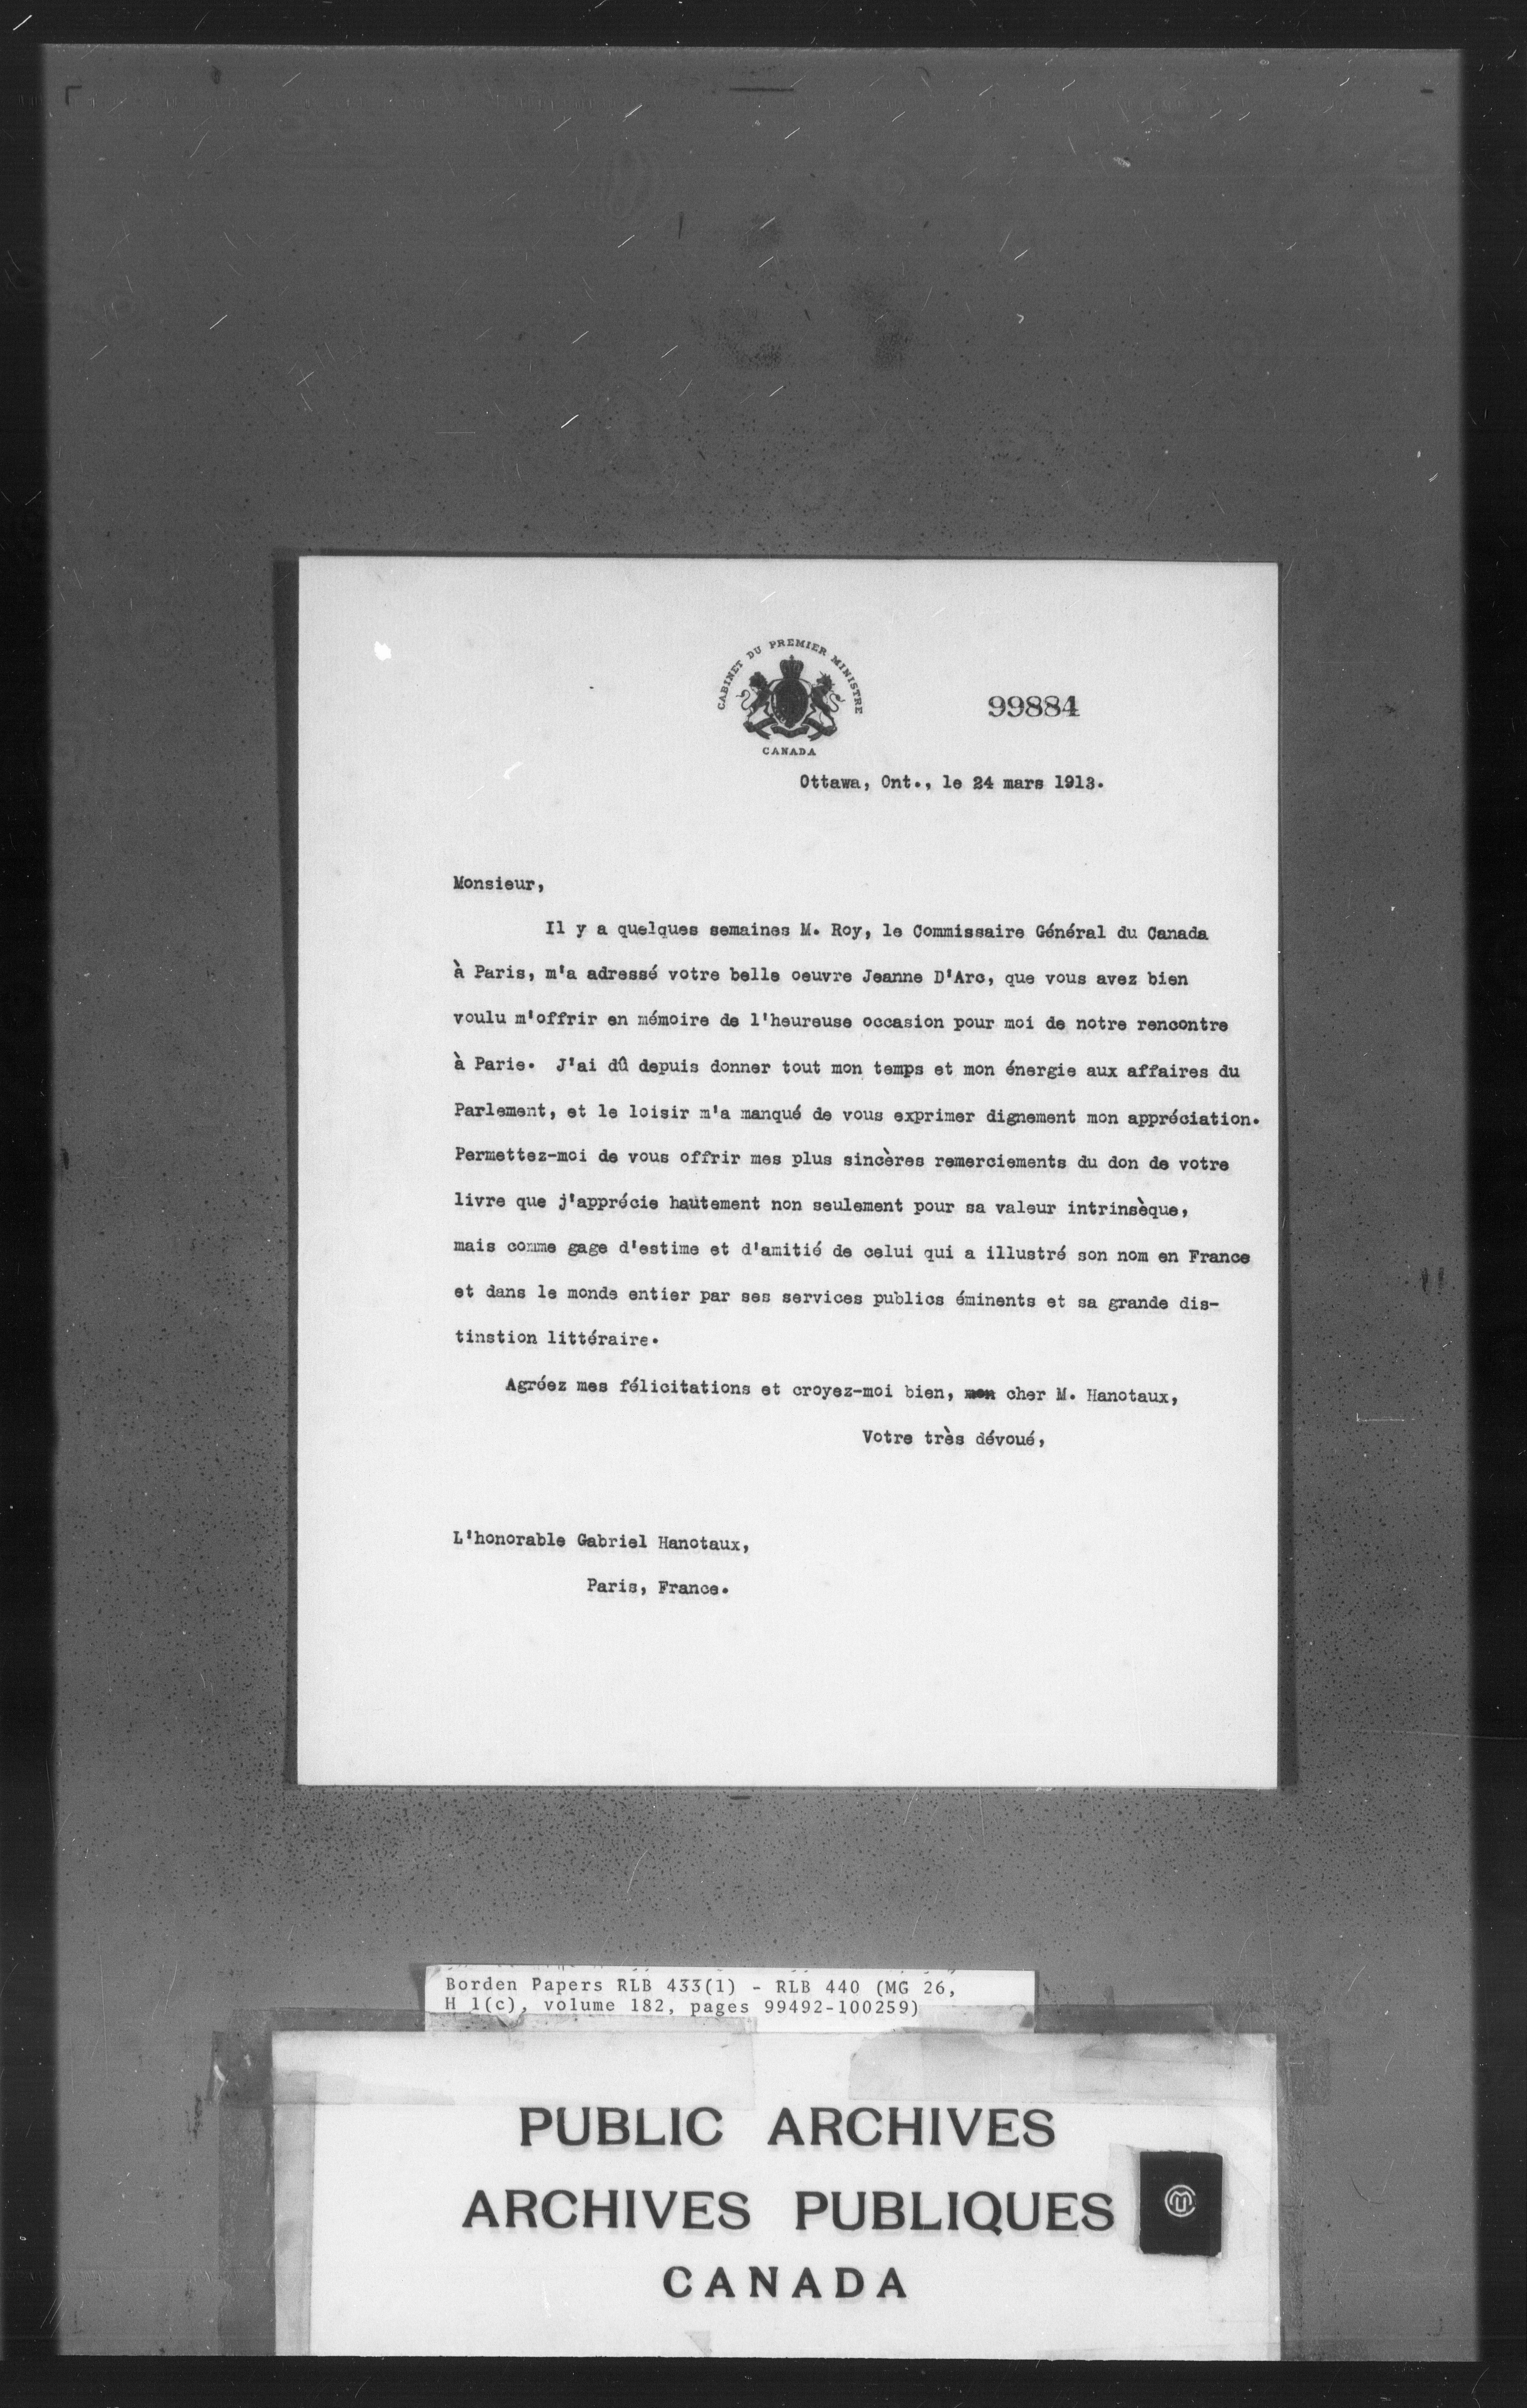 CABINET DU PREMIER MINISTRE
CANADA
99884
Ottawa, Ont., le 24 mars 1913.
Monsieur,
Il y a quelques semaines M. Roy, le Commissaire Général du Canada
à Paris, m'a adressé votre belle oeuvre Jeanne D'Arc, que vous avez bien
voulu m'offrir en mémoire de l'heureuse occasion pour moi de notre rencontre
à Paris. J'ai dû depuis donner tout mon temps et mon énergie aux affaires du
Parlement, et le loisir m'a manqué de vous exprimer dignement mon appréciation.
Permettez-moi de vous offrir mes plus sincères remerciements du don de votre
livre que j'apprécie hautement non seulement pour sa valeur intrinsèque,
mais comme gage d'estime et d'amitié de celui qui a illustré son nom en France
et dans le monde entier par ses services publics éminents et sa grande dis-
tinstion littéraire.
Agréez mes félicitations et croyez-moi bien, mon cher M. Hanotaux,
Votre très dévoué,
L'honorable Gabriel Hanotaux,
Paris, France.
Borden Papers RLB 433(1) - RLB 440 (MG 26,
H 1(c), volume 182, pages 99492-100259)
PUBLIC ARCHIVES
ARCHIVES PUBLIQUES
CANADA